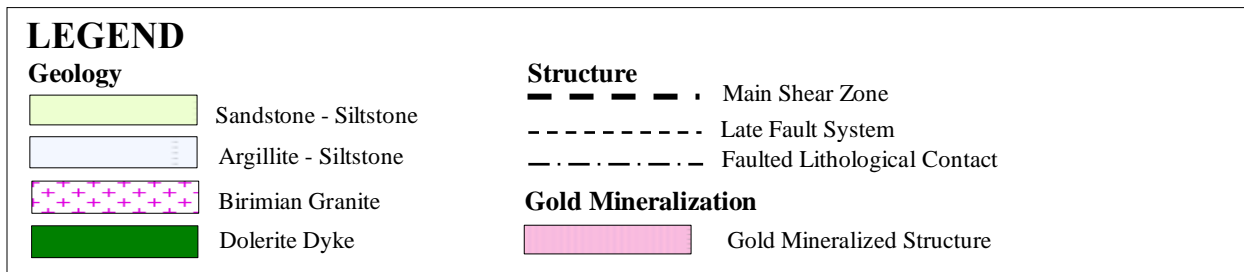 LEGEND
Geology
Sandstone - Siltstone
Argillite - Siltstone
Birimian Granite
Dolerite Dyke
Structure
Main Shear Zone
Late Fault System
Faulted Lithological Contact
Gold Mineralization
Gold Mineralized Structure